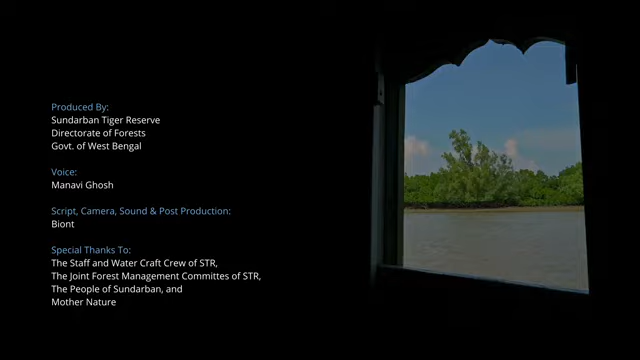 Produced By:
Sundarban Tiger Reserve
Directorate of Forests
Govt. of West Bengal
Voice:
Manavi Ghosh
Script, Camera, Sound & Post Production:
Biont
Special Thanks To:
The Staff and Water Craft Crew of STR,
The Joint Forest Management Committes of STR,
The People of Sundarban, and
Mother Nature